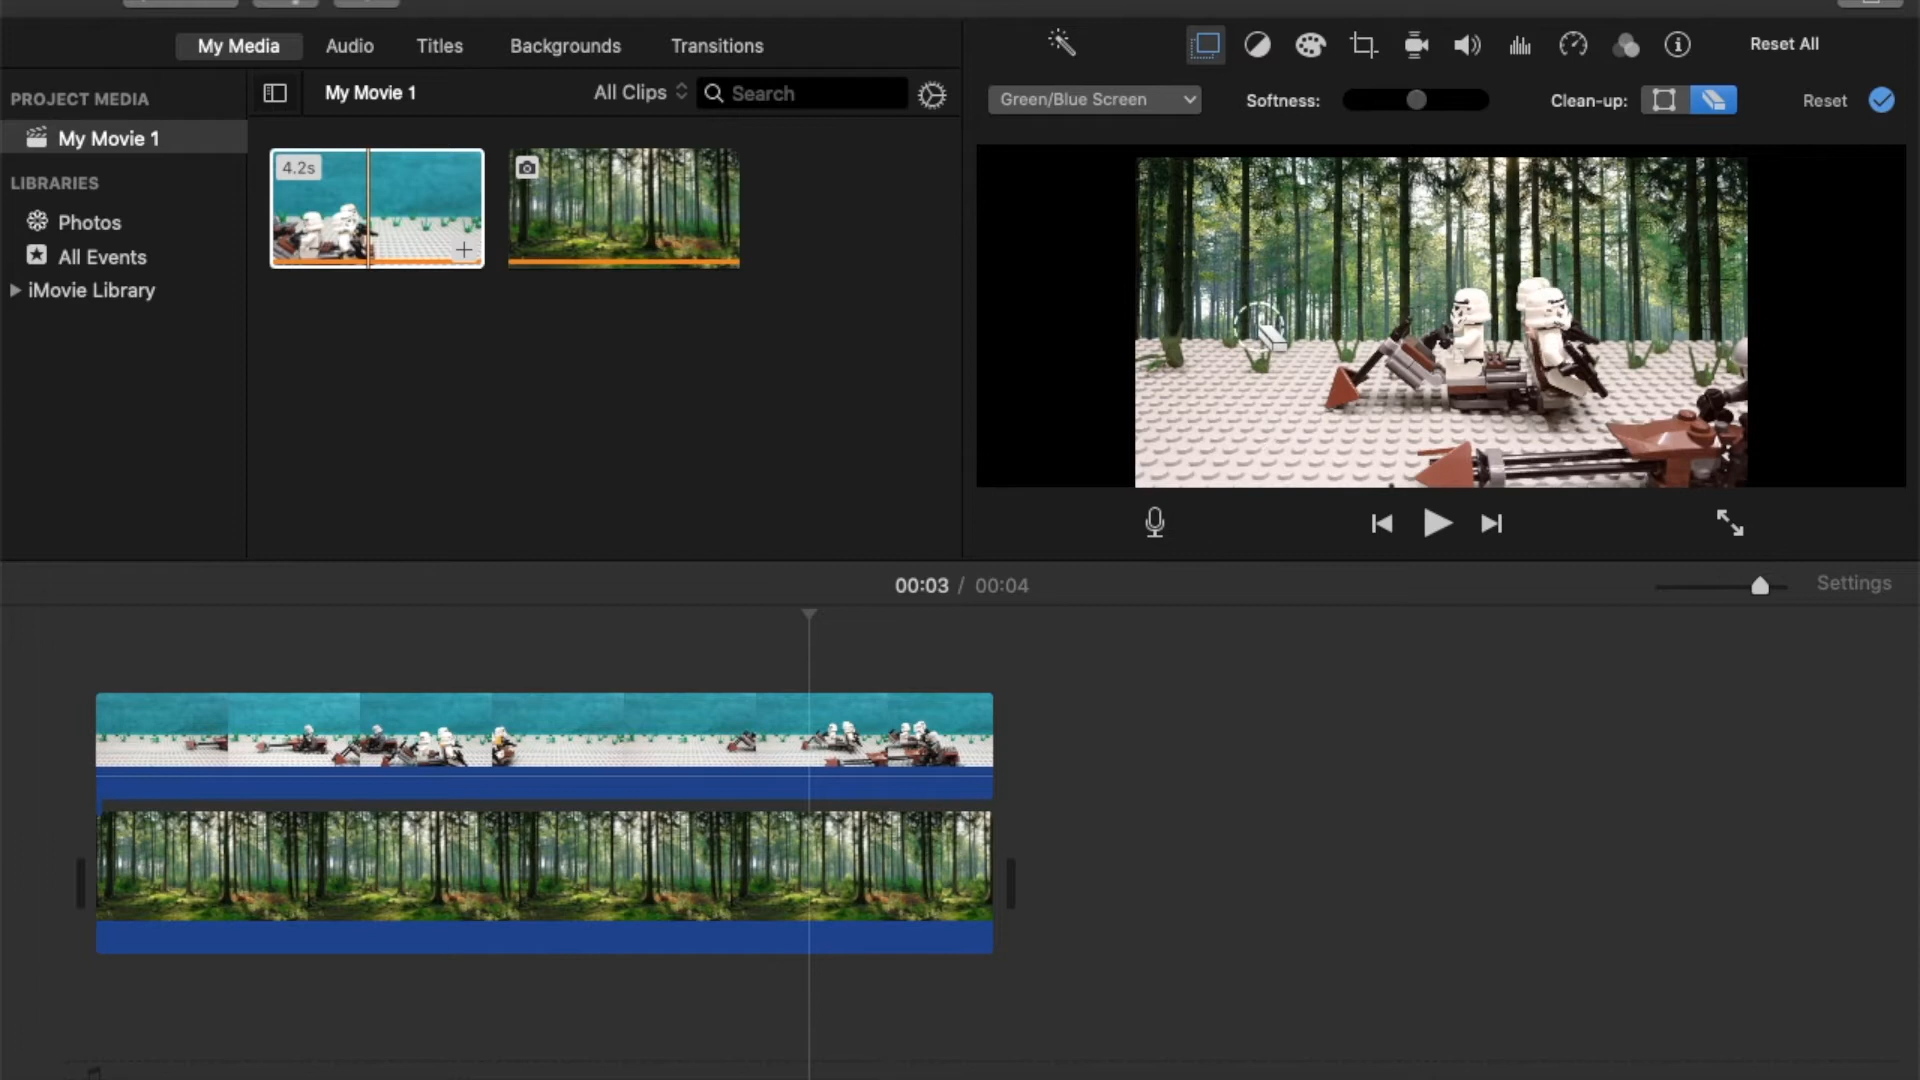 My Media
Audio
Titles
Backgrounds
Transitions
Reset All
PROJECT MEDIA
My Movie 1
All Clips
Search
Green/Blue Screen
Softness:
Clean-up:
Reset
My Movie 1
4.2s
LIBRARIES
Photos
All Events
iMovie Library
00:03 / 00:04
Settings